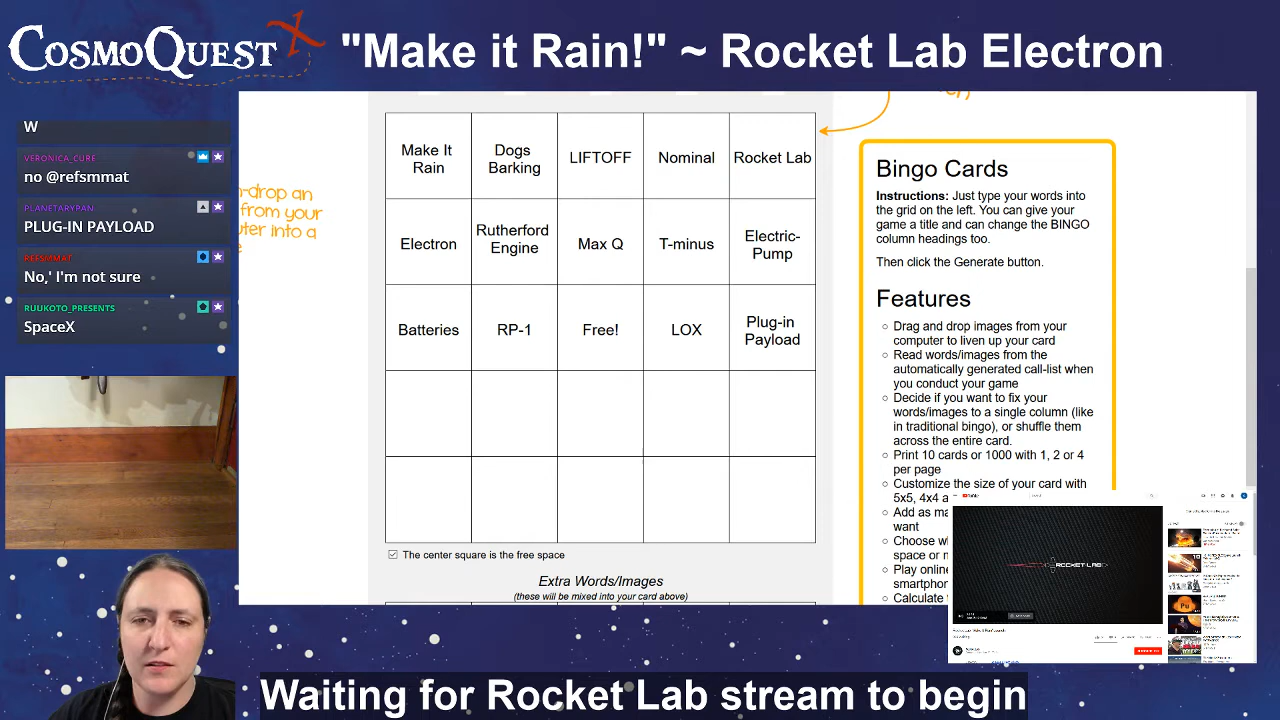 CosmoQuest X
"Make it Rain!" ~ Rocket Lab Electron
W
VERONICA_CURE
no @refsmmat
PLANETARYPAN
PLUG-IN PAYLOAD
REFSMMAT
No,' I'm not sure
RUUKOTO_PRESENTS
SpaceX
n-drop an
from your
uter into a
e
Make It
Rain
Dogs
Barking
LIFTOFF
Nominal
Rocket Lab
Electron
Rutherford
Engine
Max Q
T-minus
Electric-
Pump
Batteries
RP-1
Free!
LOX
Plug-in
Payload
The center square is the free space
Extra Words/Images
(these will be mixed into your card above)
Bingo Cards
Instructions: Just type your words into
the grid on the left. You can give your
game a title and can change the BINGO
column headings too.
Then click the Generate button.
Features
Drag and drop images from your
computer to liven up your card
Read words/images from the
automatically generated call-list when
you conduct your game
Decide if you want to fix your
words/images to a single column (like
in traditional bingo), or shuffle them
across the entire card.
Print 10 cards or 1000 with 1, 2 or 4
per page
Customize the size of your card with
5x5, 4x4
Add as
want
Choose
space or
Play online
smartphon
Calculate
ROCKET LAB
Waiting for Rocket Lab stream to begin